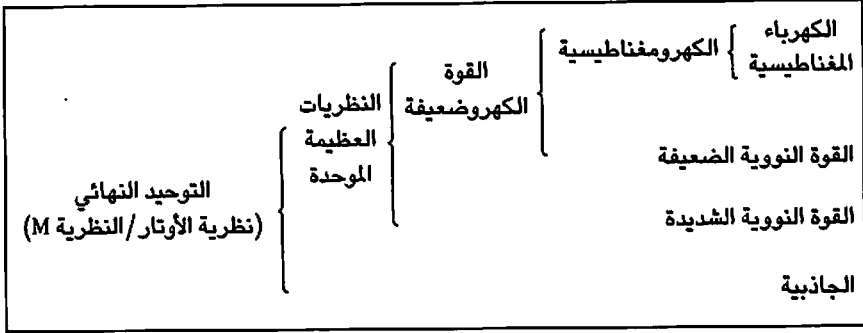 الكهرباء
المغناطيسية
الكهرومغناطيسية
القوة
الكهروضعيفة
النظريات
العظيمة
الموحدة
القوة النووية الضعيفة
التوحيد النهائي
(نظرية الأوتار/النظرية M)
القوة النووية الشديدة
الجاذبية